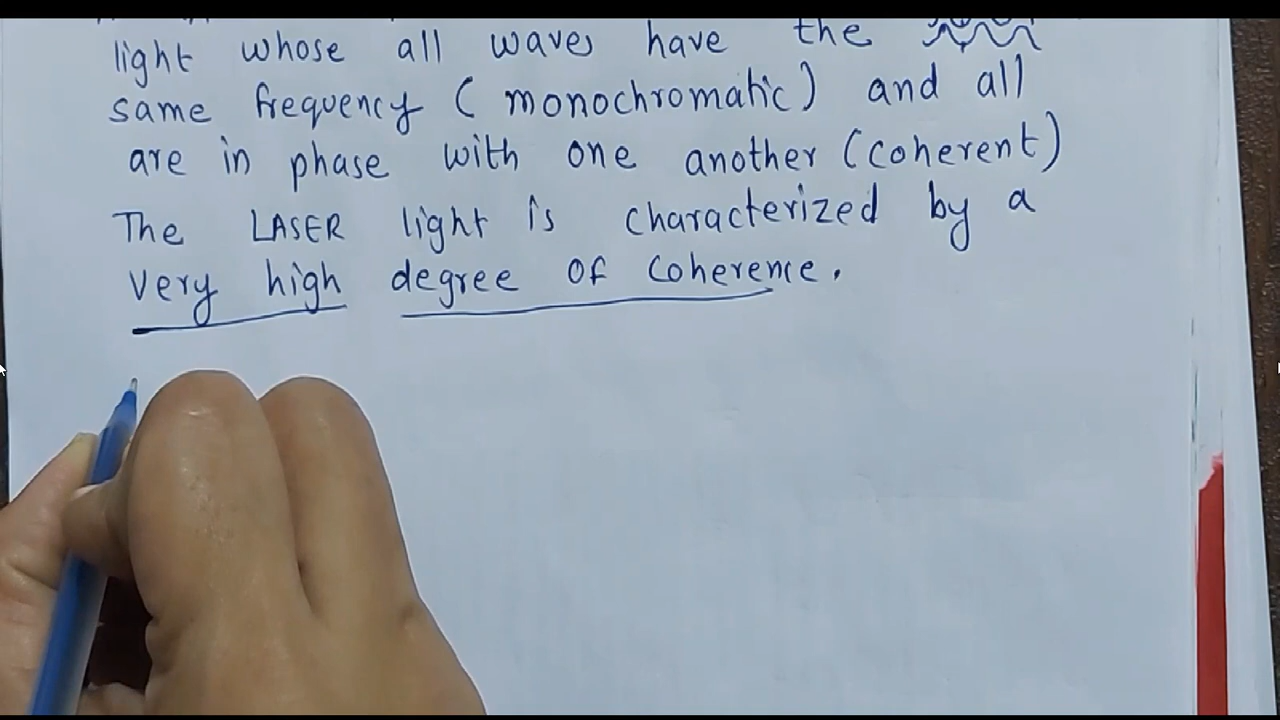 light whose all waves have the
same frequency (monochromatic) and all
are in phase with one another (coherent)
The LASER light is characterized by a
very high degree of coherence.